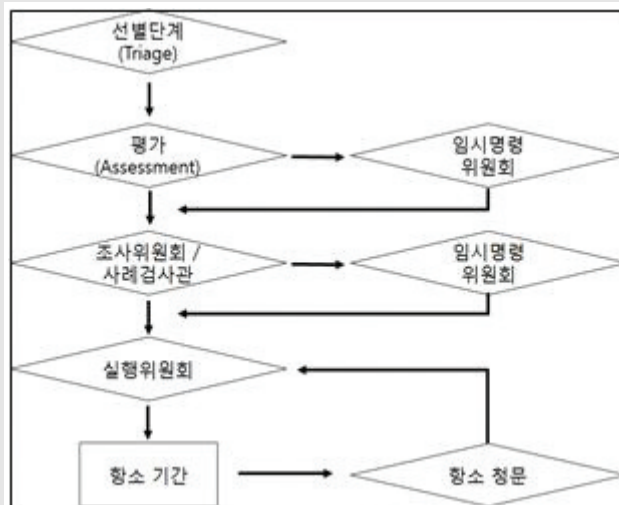 선별단계
(Triage)
평가
(Assessment)
임시명령
위원회
조사위원회 /
사례검사관
임시명령
위원회
실행위원회
항소 기간
항소 청문